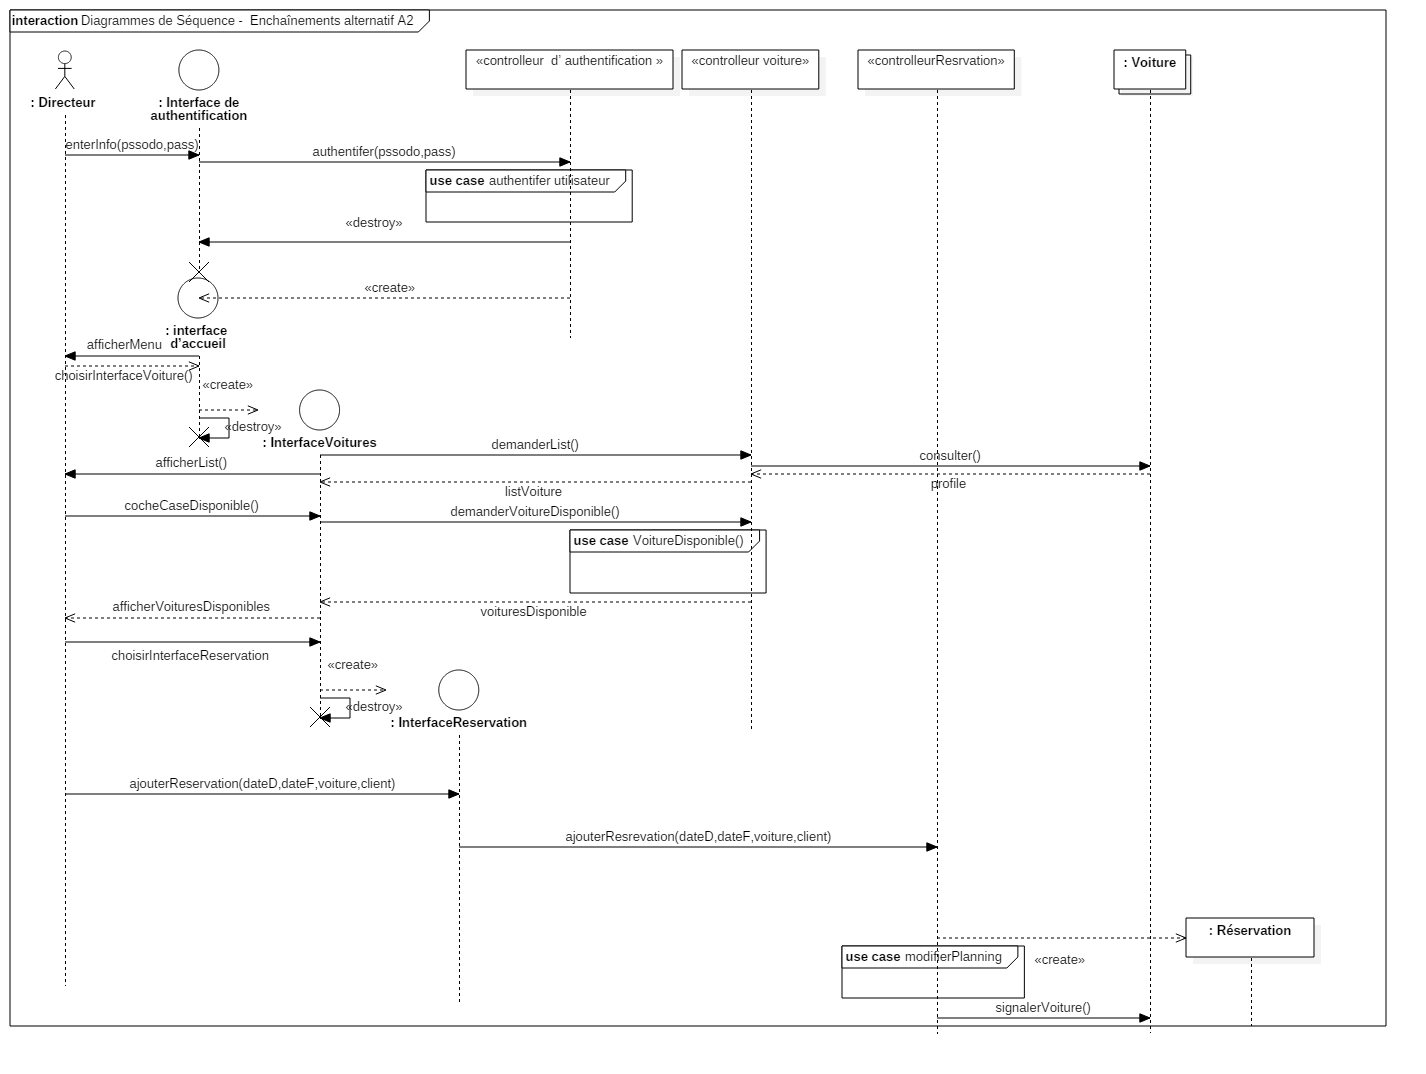 interaction Diagrammes de Séquence -  Enchaînements alternatif A2
: Directeur
: Interface de
authentification
«controlleur  d’ authentification »
«controlleur voiture»
«controlleurResrvation»
: Voiture
enterInfo(pssodo,pass)
authentifer(pssodo,pass)
use case authentifer utilisateur
«destroy»
«create»
: interface
d’accueil
afficherMenu
choisirInterfaceVoiture()
«create»
«destroy»
: InterfaceVoitures
demanderList()
consulter()
afficherList()
profile
listVoiture
cocheCaseDisponible()
demanderVoitureDisponible()
use case VoitureDisponible()
afficherVoituresDisponibles
voituresDisponible
choisirInterfaceReservation
«create»
«destroy»
: InterfaceReservation
ajouterReservation(dateD,dateF,voiture,client)
ajouterResrevation(dateD,dateF,voiture,client)
: Réservation
use case modifierPlanning
«create»
signalerVoiture()